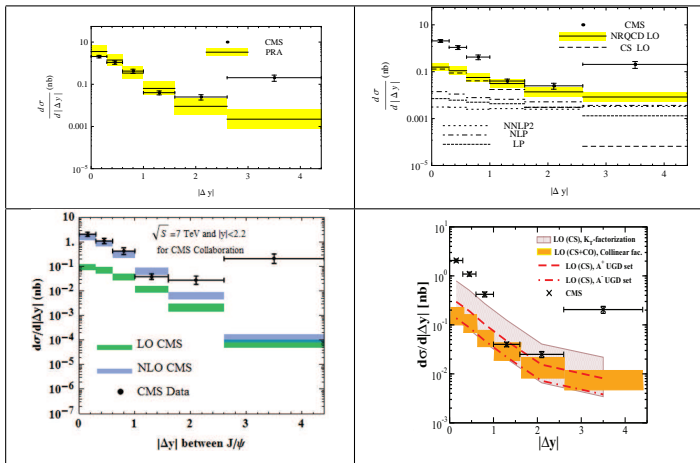 10
0.1
0.001
10⁻⁵
dσ/d|Δy| (nb)
CMS
PRA
0 1 2 3 4
|Δy|
10
0.1
0.001
10⁻⁵
dσ/d|Δy| (nb)
CMS
NRQCD LO
CS LO
NNLP2
NLP
LP
0 1 2 3 4
|Δy|
10
1.
0.1
10⁻²
10⁻³
10⁻⁴
10⁻⁵
10⁻⁶
10⁻⁷
dσ/d|Δy| (nb)
√S =7 TeV and |y|<2.2
for CMS Collaboration
LO CMS
NLO CMS
CMS Data
0 1 2 3 4
|Δy| between J/ψ
10¹
10⁰
10⁻¹
10⁻²
10⁻³
dσ/d|Δy| [nb]
LO (CS), K_T-factorization
LO (CS+CO), Collinear fac.
LO (CS), A⁺ UGD set
LO (CS), A⁻ UGD set
CMS
0 1 2 3 4
|Δy|